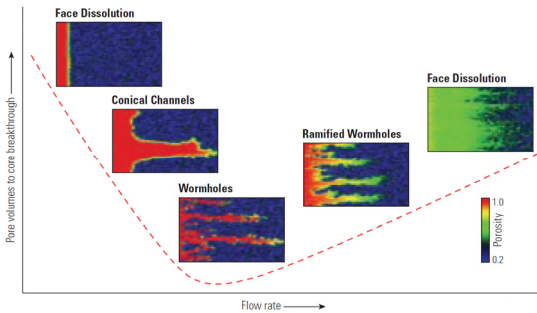 Face Dissolution
Conical Channels
Wormholes
Ramified Wormholes
Face Dissolution
Pore volumes to core breakthrough
Flow rate
1.0
Porosity
0.2